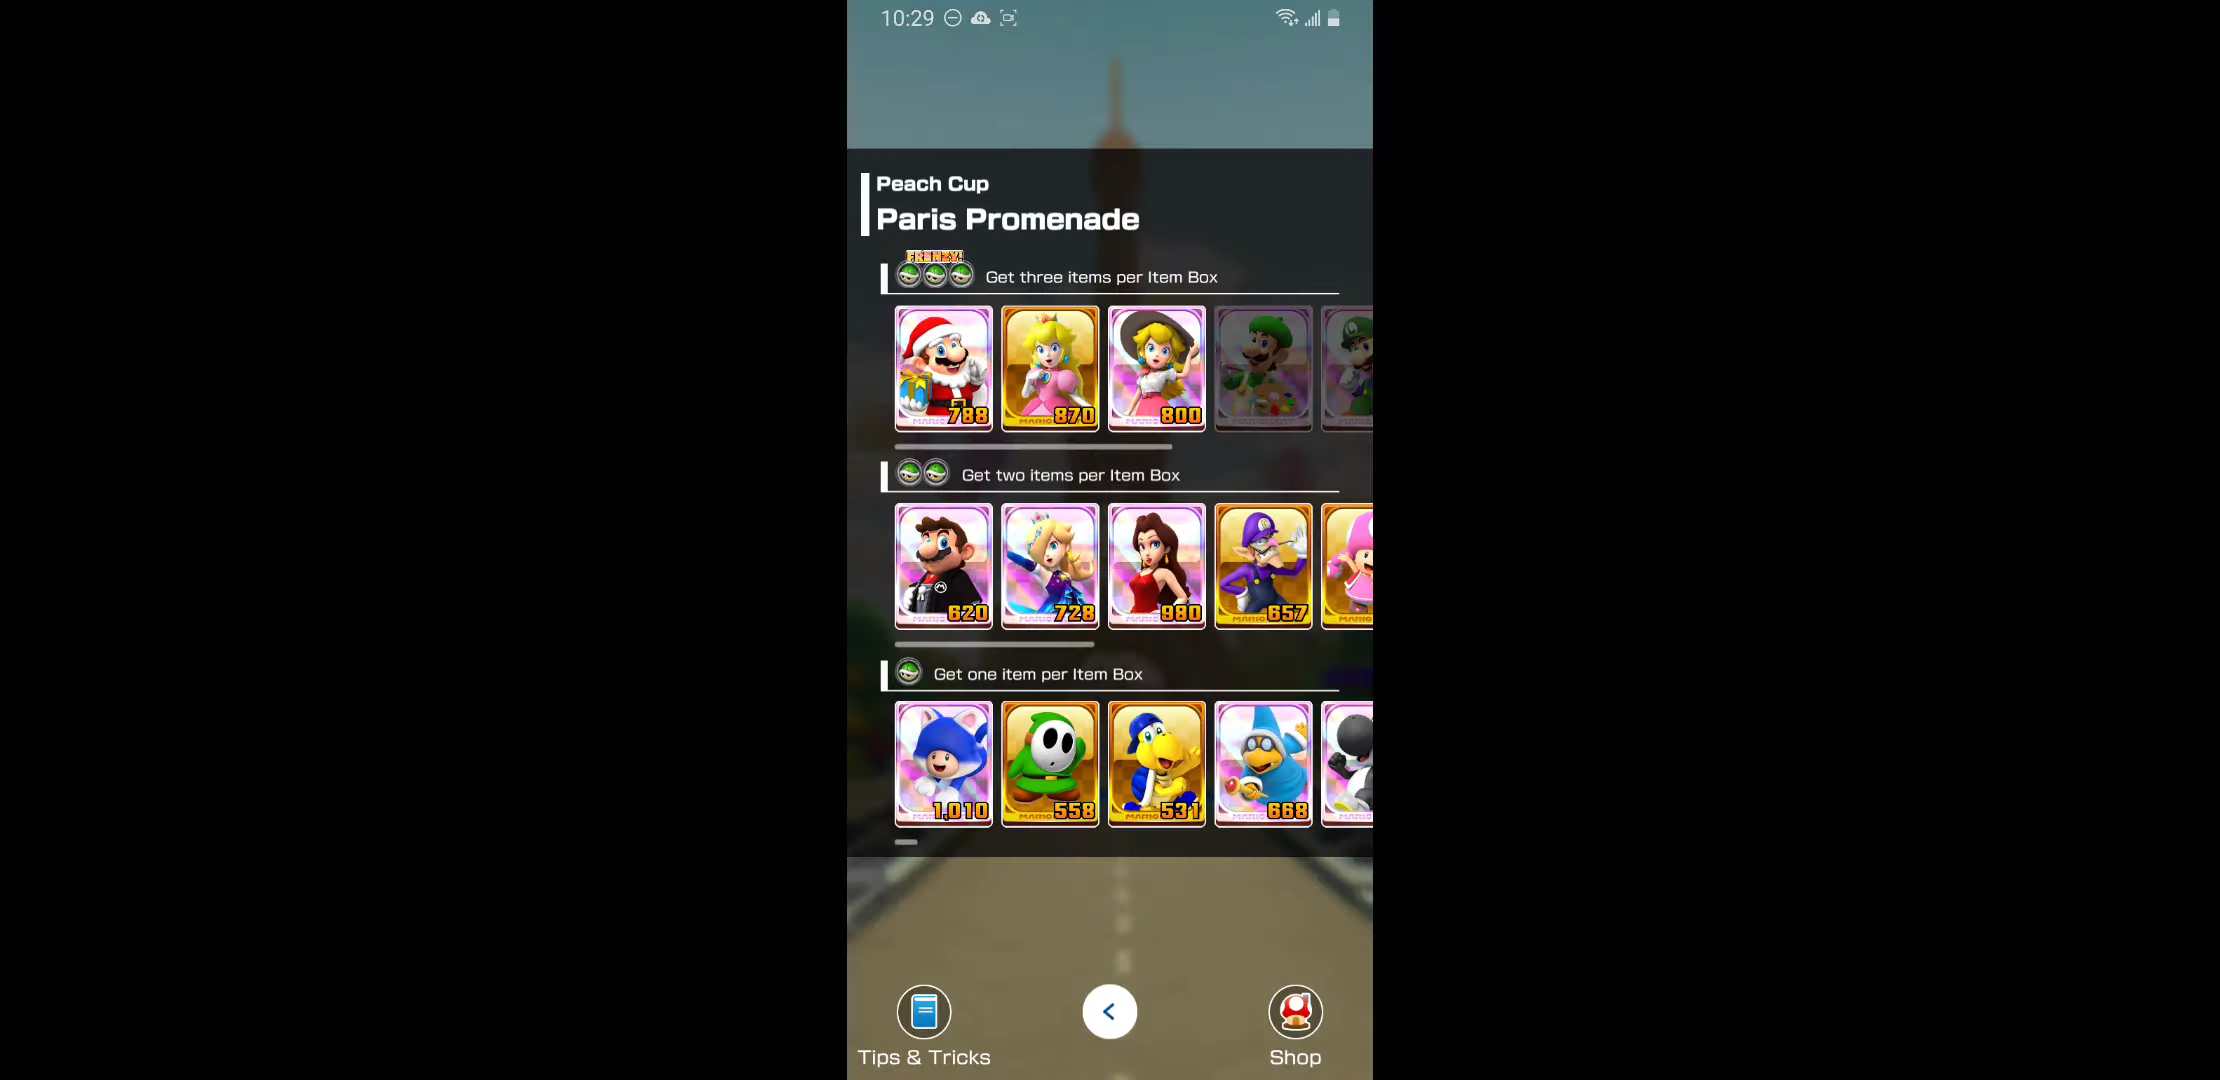 10:29
Peach Cup
Paris Promenade
FRENZY!
Get three items per Item Box
788 870 800
Get two items per Item Box
620 728 980 657
Get one item per Item Box
1,010 558 531 668
Tips & Tricks
Shop